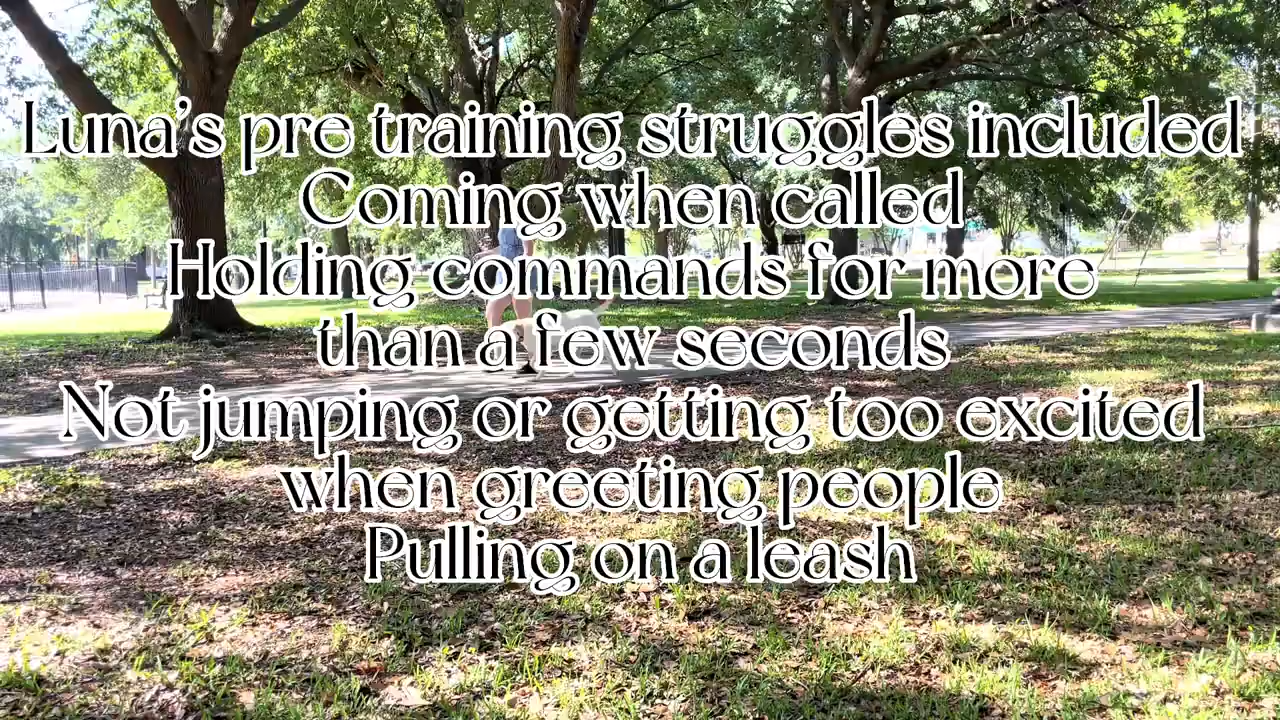 Luna's pre training struggles included
Coming when called
Holding commands for more
than a few seconds
Not jumping or getting too excited
when greeting people
Pulling on a leash